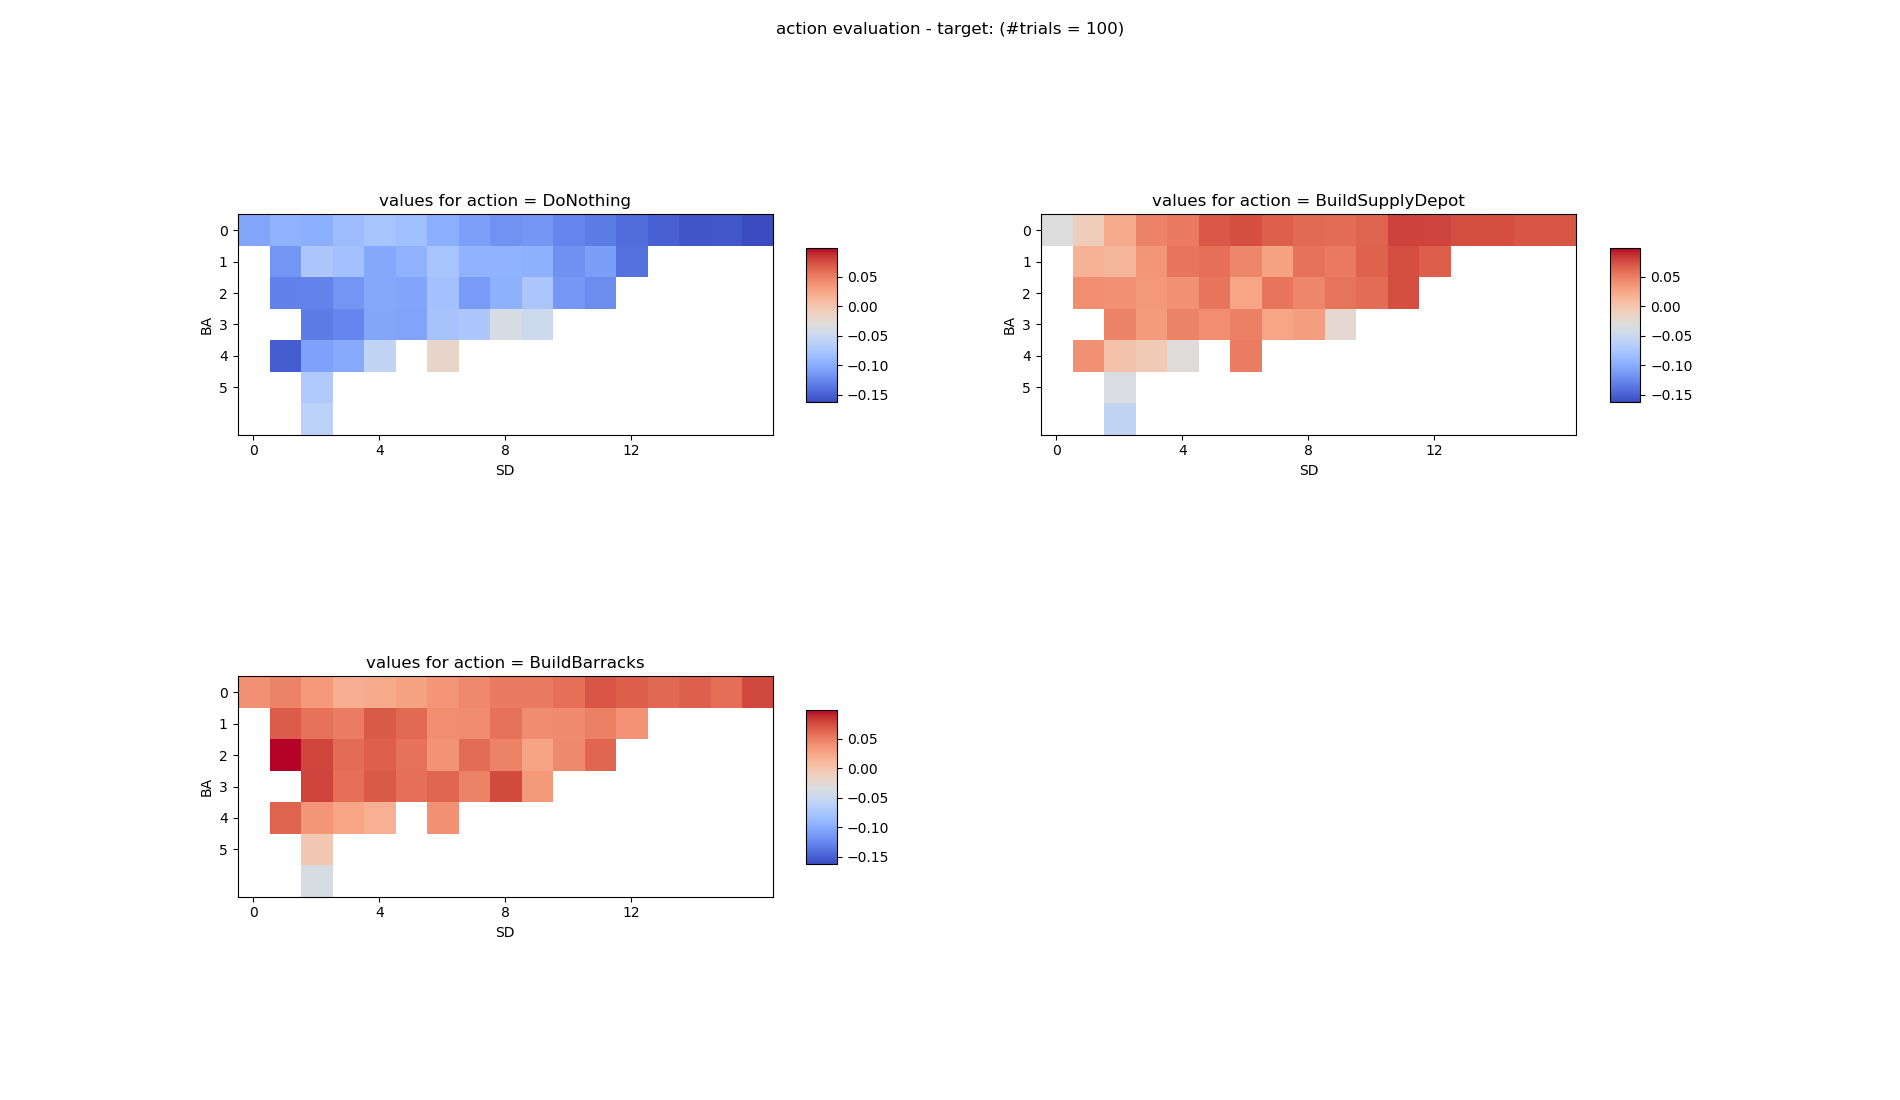 action evaluation - target: (#trials = 100)
values for action = DoNothing
0
1
2
3
4
5
BA
0 4 8 12
SD
0.05
0.00
−0.05
−0.10
−0.15
values for action = BuildSupplyDepot
0
1
2
3
4
5
BA
0 4 8 12
SD
0.05
0.00
−0.05
−0.10
−0.15
values for action = BuildBarracks
0
1
2
3
4
5
BA
0 4 8 12
SD
0.05
0.00
−0.05
−0.10
−0.15